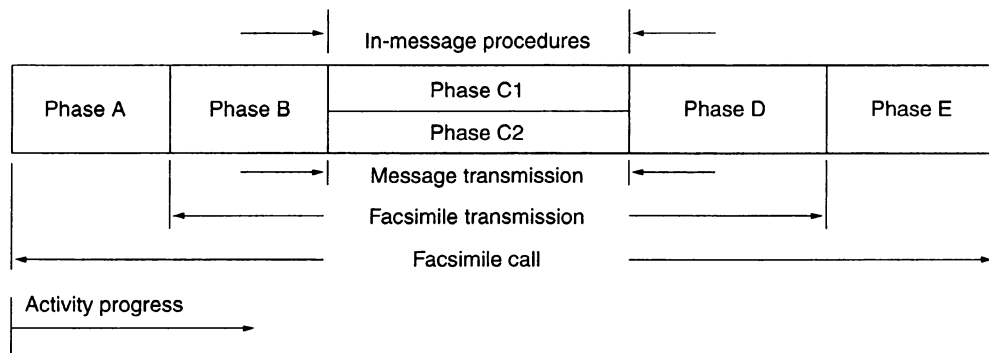 In-message procedures
Phase A
Phase B
Phase C1
Phase C2
Phase D
Phase E
Message transmission
Facsimile transmission
Facsimile call
Activity progress